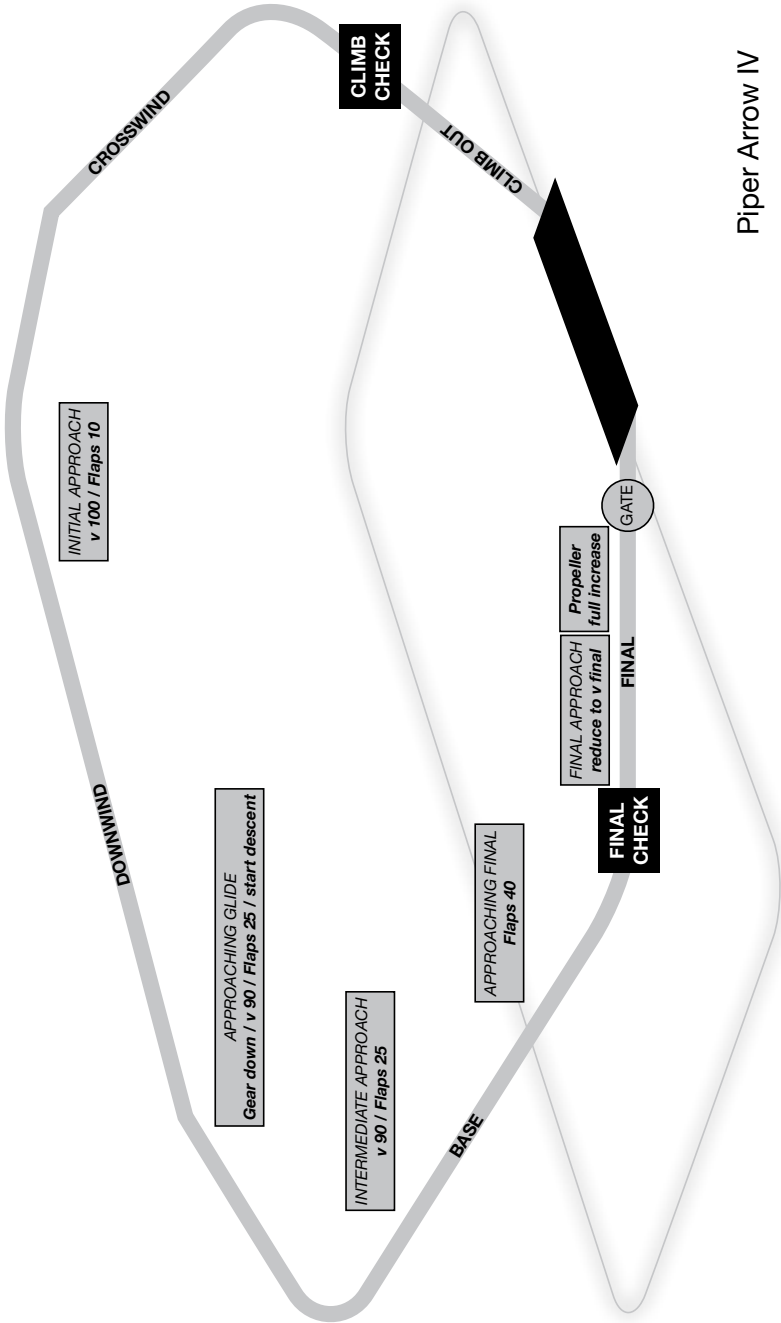 CROSSWIND
CLIMB
CHECK
CLIMB OUT
INITIAL APPROACH
v 100 / Flaps 10
DOWNWIND
APPROACHING GLIDE
Gear down / v 90 / Flaps 25 / start descent
INTERMEDIATE APPROACH
v 90 / Flaps 25
BASE
APPROACHING FINAL
Flaps 40
FINAL
CHECK
FINAL APPROACH
reduce to v final
FINAL
Propeller
full increase
GATE
Piper Arrow IV